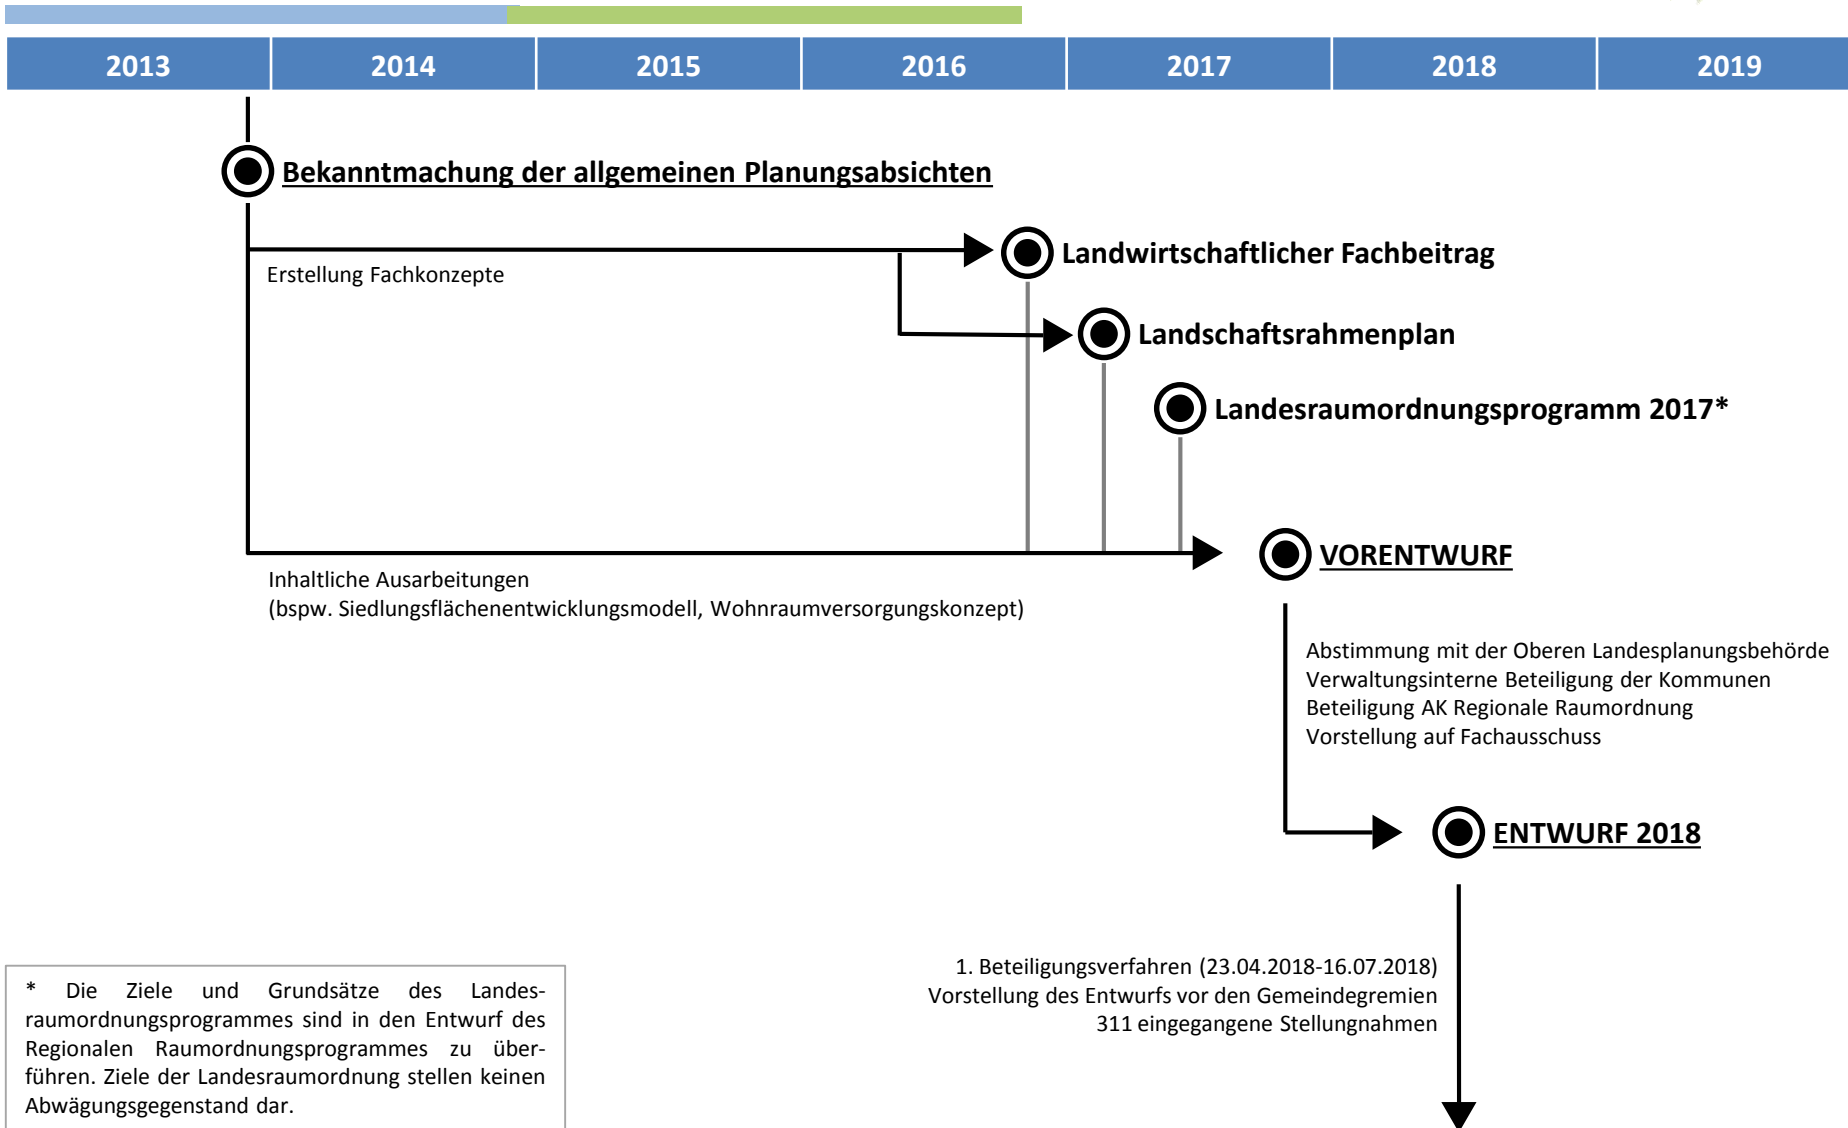 2013 2014 2015 2016 2017 2018 2019
Bekanntmachung der allgemeinen Planungsabsichten
Landwirtschaftlicher Fachbeitrag
Erstellung Fachkonzepte
Landschaftsrahmenplan
Landesraumordnungsprogramm 2017*
VORENTWURF
Inhaltliche Ausarbeitungen
(bspw. Siedlungsflächenentwicklungsmodell, Wohnraumversorgungskonzept)
Abstimmung mit der Oberen Landesplanungsbehörde
Verwaltungsinterne Beteiligung der Kommunen
Beteiligung AK Regionale Raumordnung
Vorstellung auf Fachausschuss
ENTWURF 2018
1. Beteiligungsverfahren (23.04.2018-16.07.2018)
Vorstellung des Entwurfs vor den Gemeindegremien
311 eingegangene Stellungnahmen
* Die Ziele und Grundsätze des Landes-
raumordnungsprogrammes sind in den Entwurf des
Regionalen Raumordnungsprogrammes zu über-
führen. Ziele der Landesraumordnung stellen keinen
Abwägungsgegenstand dar.